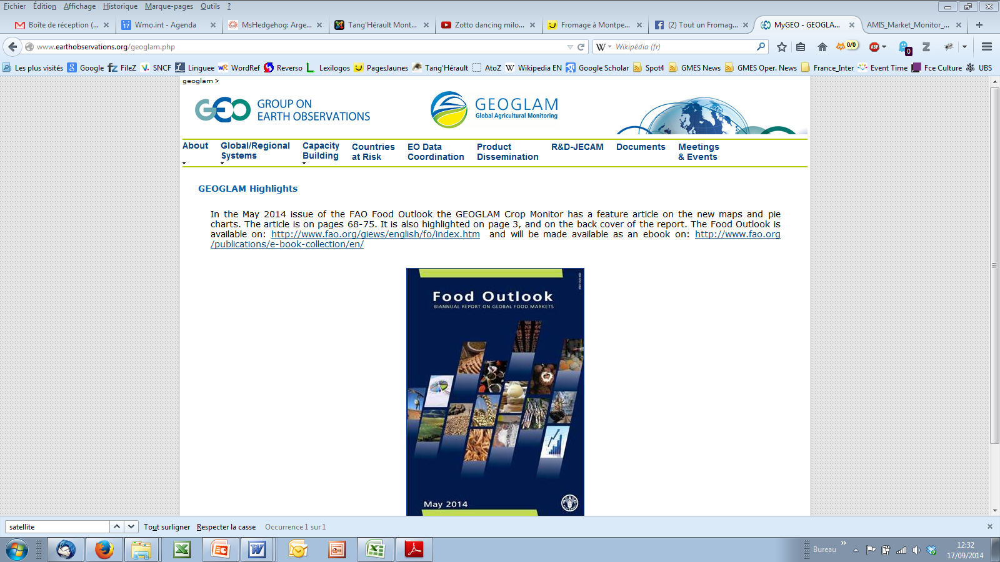 Fichier Édition Affichage Historique Marque-pages Outils ?
Boîte de réception (... Wmo.int - Agenda MsHedgehog: Arge... Tang'Hérault Mont... Zotto dancing milo... Fromage à Montpe... (2) Tout un Fromag... MyGEO - GEOGLA... AMIS_Market_Monitor_...
www.earthobservations.org/geoglam.php
Wikipédia (fr)
0/0
ABP
0
Les plus visités Google FileZ SNCF Linguee WordRef Reverso Lexilogos PagesJaunes Tang'Hérault AtoZ Wikipedia EN Google Scholar Spot4 GMES News GMES Oper. News France_Inter Event Time Fce Culture UBS
geoglam >
GEO GROUP ON
EARTH OBSERVATIONS
GEOGLAM
Global Agricultural Monitoring
About
Global/Regional
Systems
Capacity
Building
Countries
at Risk
EO Data
Coordination
Product
Dissemination
R&D-JECAM
Documents
Meetings
& Events
GEOGLAM Highlights
In the May 2014 issue of the FAO Food Outlook the GEOGLAM Crop Monitor has a feature article on the new maps and pie
charts. The article is on pages 68-75. It is also highlighted on page 3, and on the back cover of the report. The Food Outlook is
available on: http://www.fao.org/giews/english/fo/index.htm and will be made available as an ebook on: http://www.fao.org
/publications/e-book-collection/en/
Food Outlook
BIANNUAL REPORT ON GLOBAL FOOD MARKETS
May 2014
FAO
satellite Tout surligner Respecter la casse Occurrence 1 sur 1
Bureau
12:32
17/09/2014